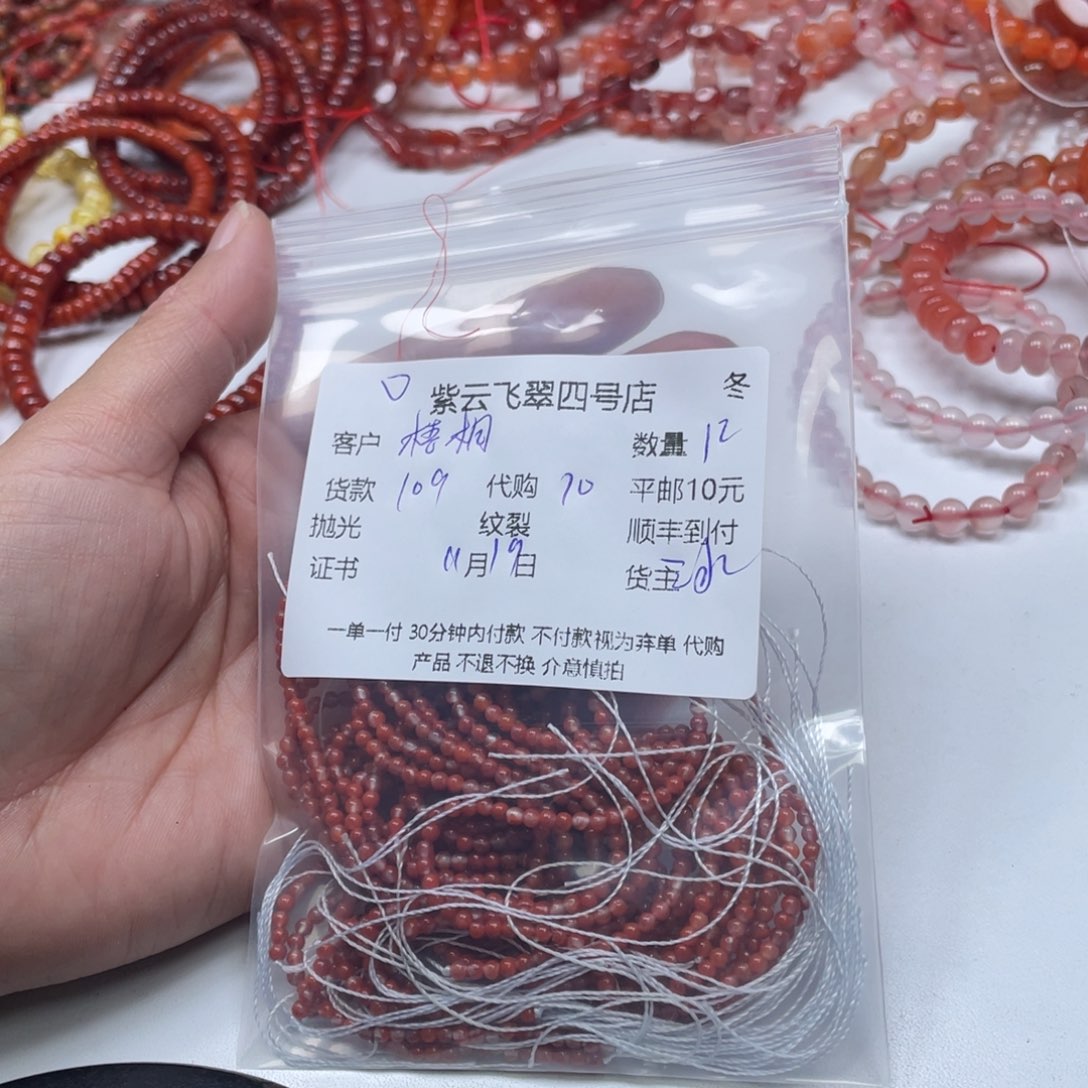 紫云飞翠四号店 冬
客户 梧桐 数量 12
货款 109 代购 70 平邮10元
抛光 纹裂 顺丰到付
证书 11月19日 货主
一单一付 30分钟内付款 不付款视为弃单 代购
产品 不退不换 介意慎拍